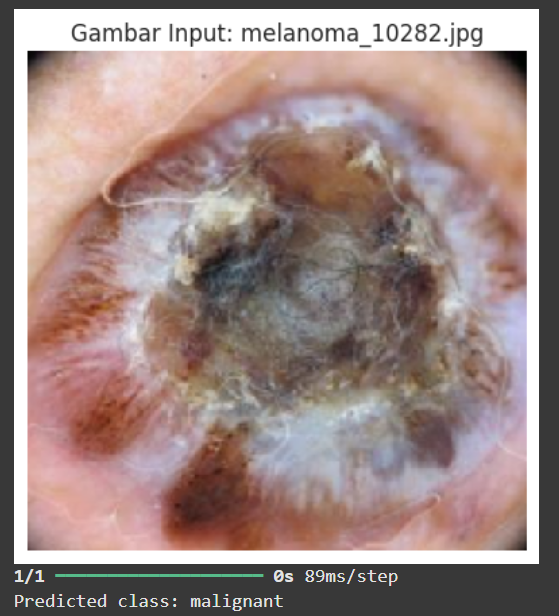 Gambar Input: melanoma_10282.jpg
1/1 ━━━━━━━━━━━━━━━━━━━━ 0s 89ms/step
Predicted class: malignant